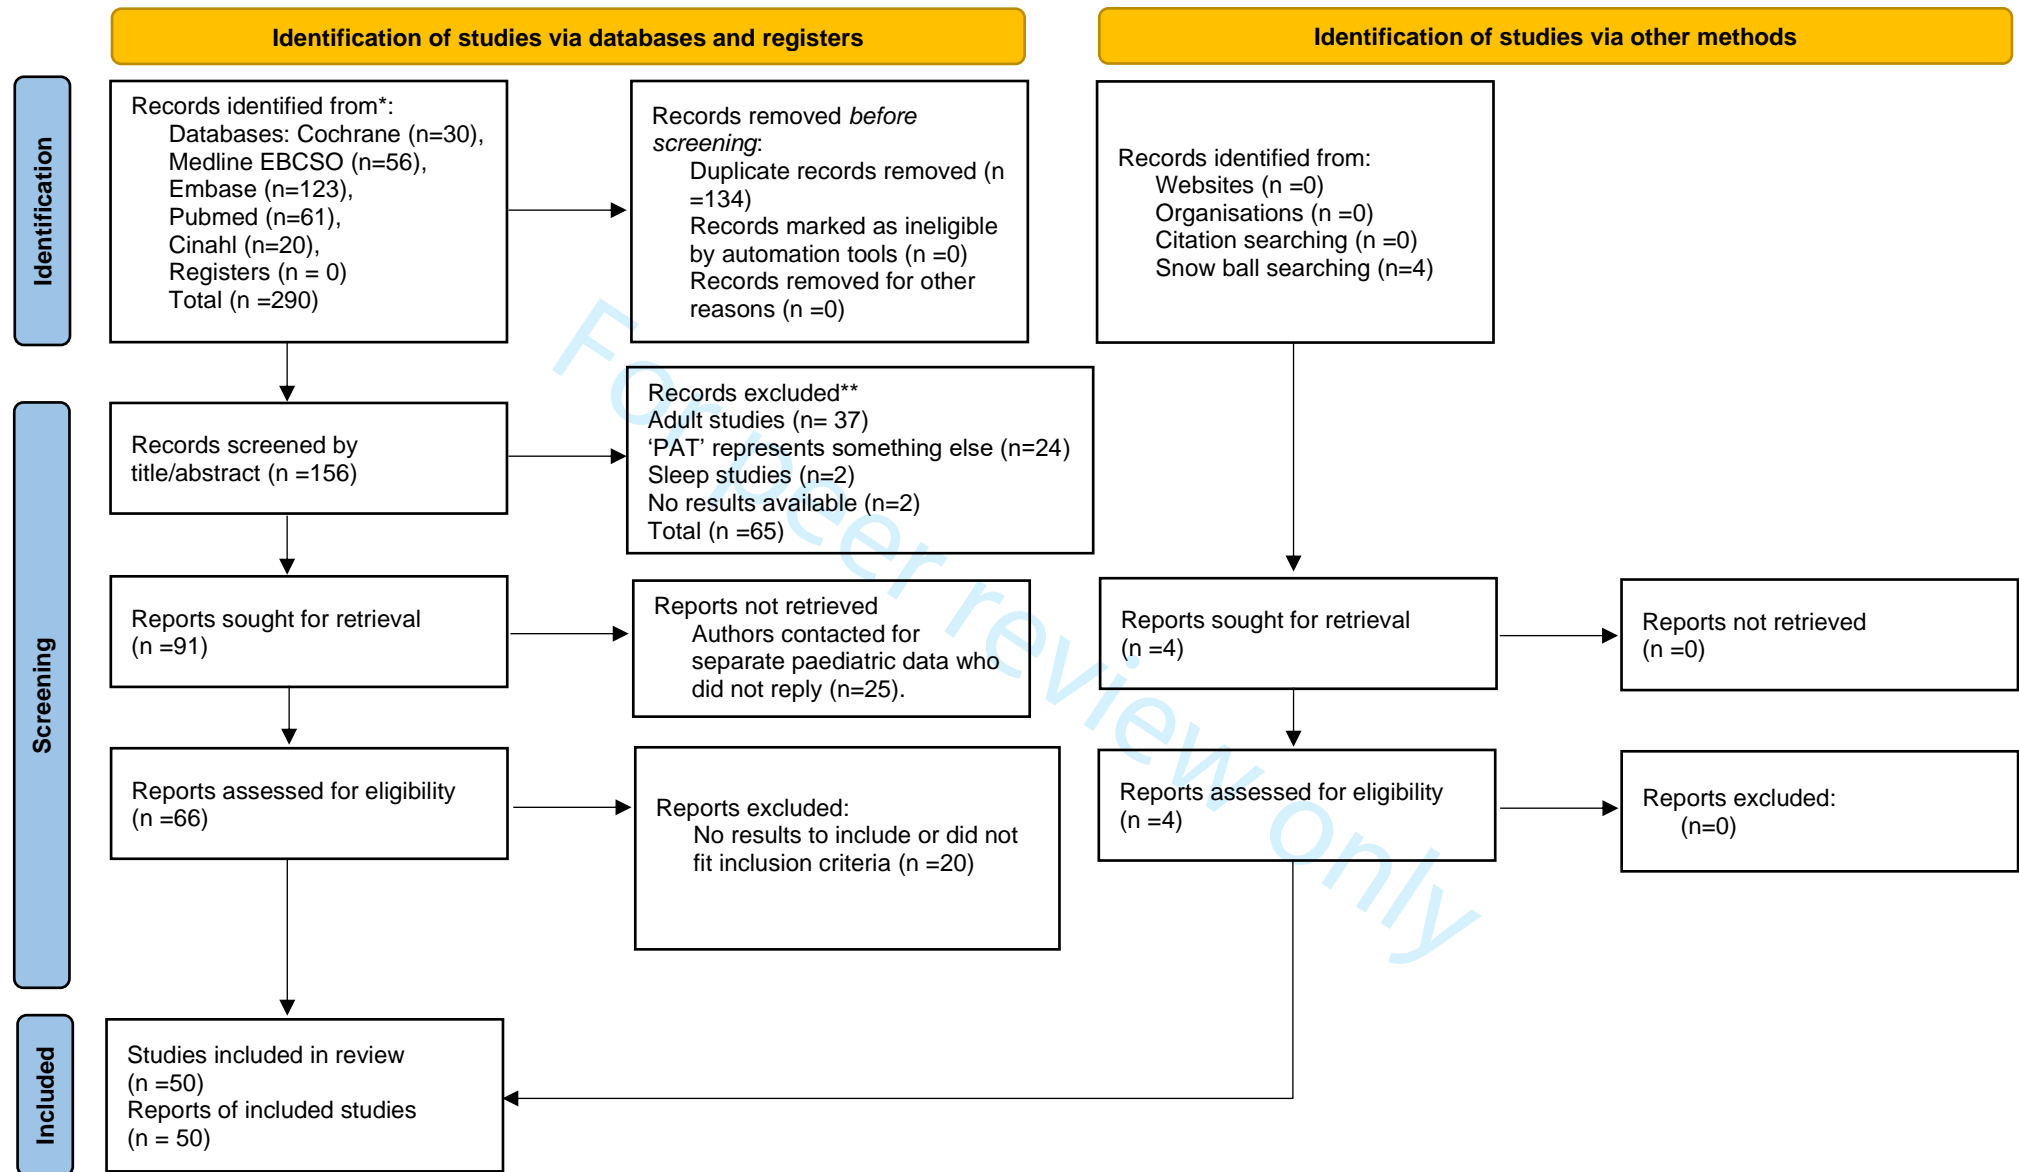 Identification of studies via databases and registers
Identification of studies via other methods
Identification
Records identified from*:
Databases: Cochrane (n=30),
Medline EBCSO (n=56),
Embase (n=123),
Pubmed (n=61),
Cinahl (n=20),
Registers (n = 0)
Total (n =290)
Records removed before
screening:
Duplicate records removed (n
=134)
Records marked as ineligible
by automation tools (n =0)
Records removed for other
reasons (n =0)
Records identified from:
Websites (n =0)
Organisations (n =0)
Citation searching (n =0)
Snow ball searching (n=4)
Screening
Records screened by
title/abstract (n =156)
Records excluded**
Adult studies (n= 37)
‘PAT’ represents something else (n=24)
Sleep studies (n=2)
No results available (n=2)
Total (n =65)
Reports sought for retrieval
(n =91)
Reports not retrieved
Authors contacted for
separate paediatric data who
did not reply (n=25).
Reports sought for retrieval
(n =4)
Reports not retrieved
(n =0)
Reports assessed for eligibility
(n =66)
Reports excluded:
No results to include or did not
fit inclusion criteria (n =20)
Reports assessed for eligibility
(n =4)
Reports excluded:
(n=0)
Included
Studies included in review
(n =50)
Reports of included studies
(n = 50)
For peer review only